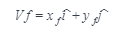 Vf = x_f î + y_f ĵ